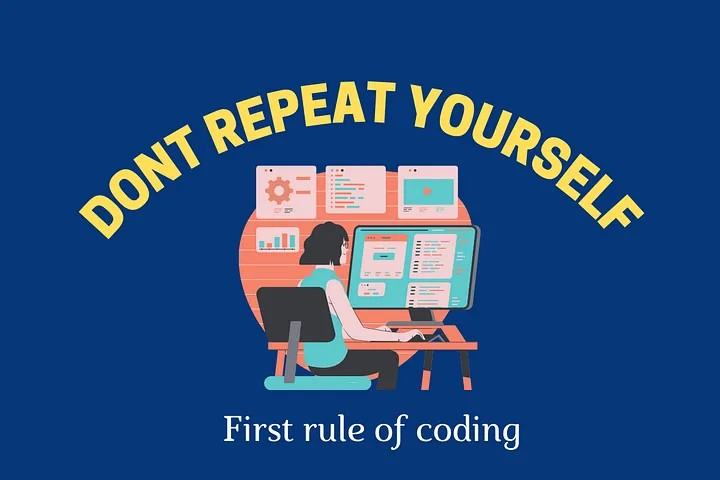 DONT REPEAT YOURSELF
First rule of coding